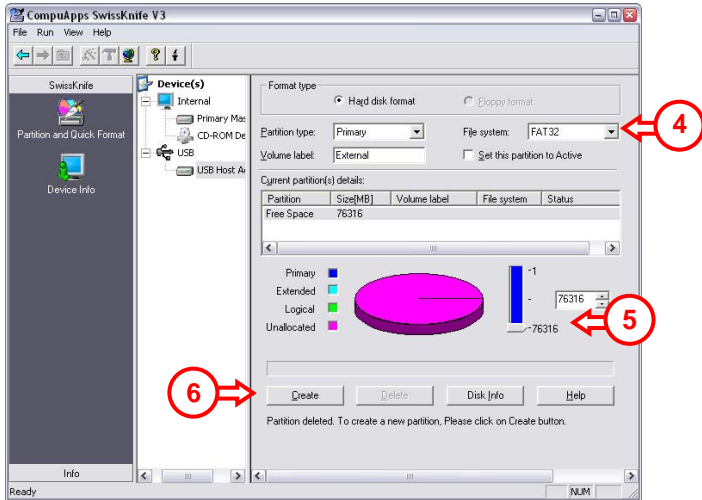 CompuApps SwissKnife V3
File Run View Help
SwissKnife
Partition and Quick Format
Device Info
Info
Device(s)
Internal
Primary Mas
CD-ROM De
USB
USB Host A
Format type
Hard disk format
Floppy format
Partition type: Primary
File system: FAT32
4
Volume label: External
Set this partition to Active
Current partition(s) details:
Partition Size[MB] Volume label File system Status
Free Space 76316
Primary
Extended
Logical
Unallocated
-1
-
76316
-76316
5
6
Create Delete Disk Info Help
Partition deleted. To create a new partition, Please click on Create button.
Ready
NUM